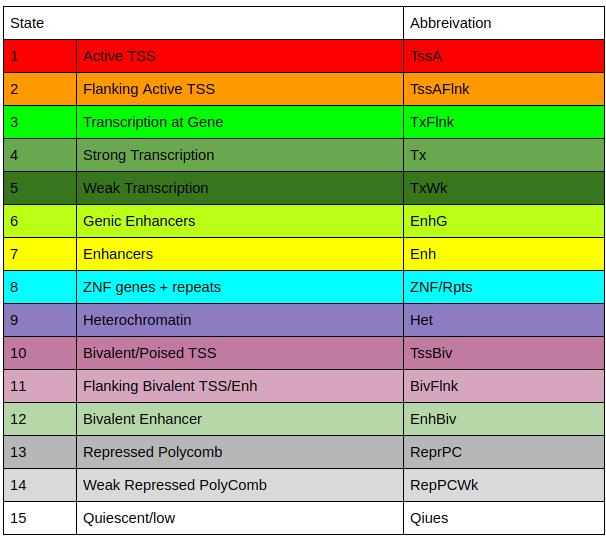 State Abbreivation
1 Active TSS TssA
2 Flanking Active TSS TssAFlnk
3 Transcription at Gene TxFlnk
4 Strong Transcription Tx
5 Weak Transcription TxWk
6 Genic Enhancers EnhG
7 Enhancers Enh
8 ZNF genes + repeats ZNF/Rpts
9 Heterochromatin Het
10 Bivalent/Poised TSS TssBiv
11 Flanking Bivalent TSS/Enh BivFlnk
12 Bivalent Enhancer EnhBiv
13 Repressed Polycomb ReprPC
14 Weak Repressed PolyComb RepPCWk
15 Quiescent/low Qiues